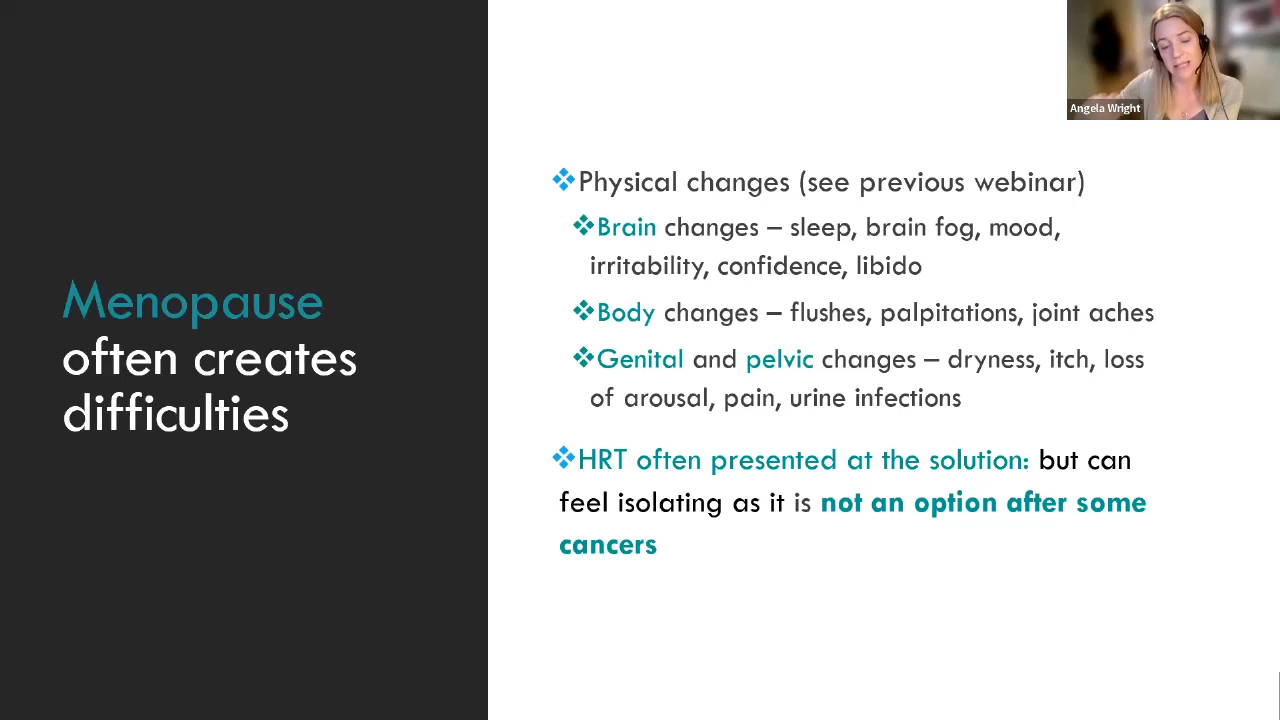 Angela Wright
Menopause
often creates
difficulties
❖Physical changes (see previous webinar)
❖Brain changes – sleep, brain fog, mood,
irritability, confidence, libido
❖Body changes – flushes, palpitations, joint aches
❖Genital and pelvic changes – dryness, itch, loss
of arousal, pain, urine infections
❖HRT often presented at the solution: but can
feel isolating as it is not an option after some
cancers